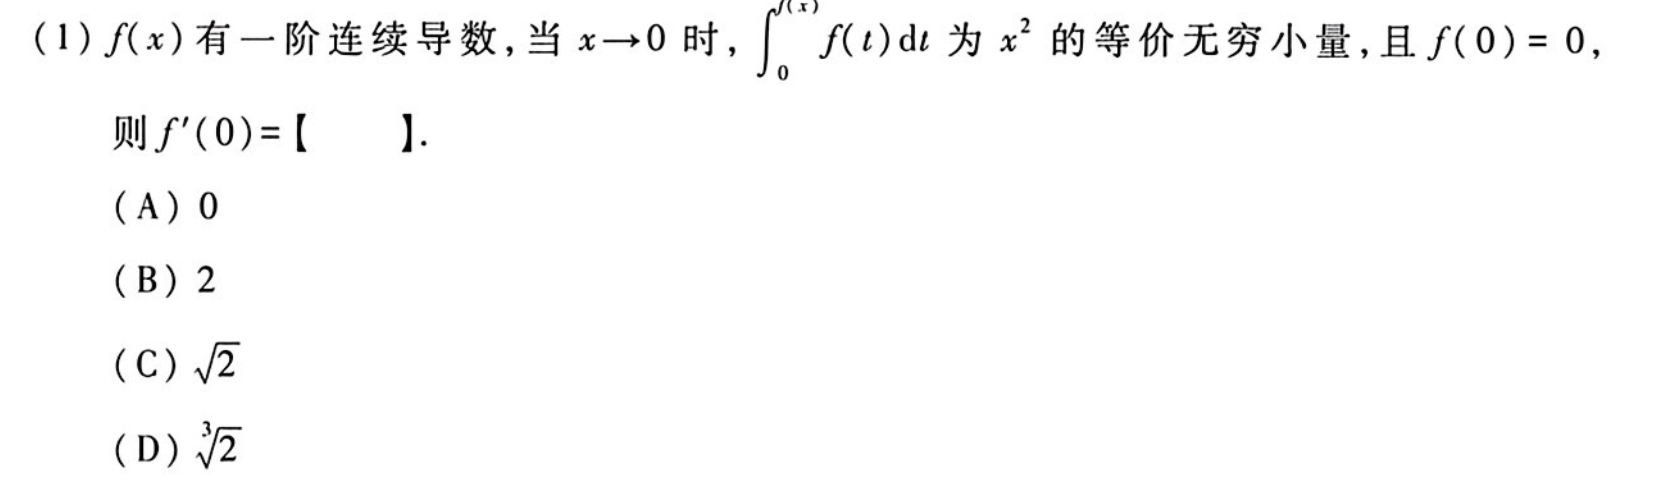 (1) f(x)有一阶连续导数,当 x→0 时, ∫₀^{f(x)} f(t)dt 为 x² 的等价无穷小量,且 f(0) = 0,
则 f′(0)=【 】.
(A) 0
(B) 2
(C) √2
(D) ∛2